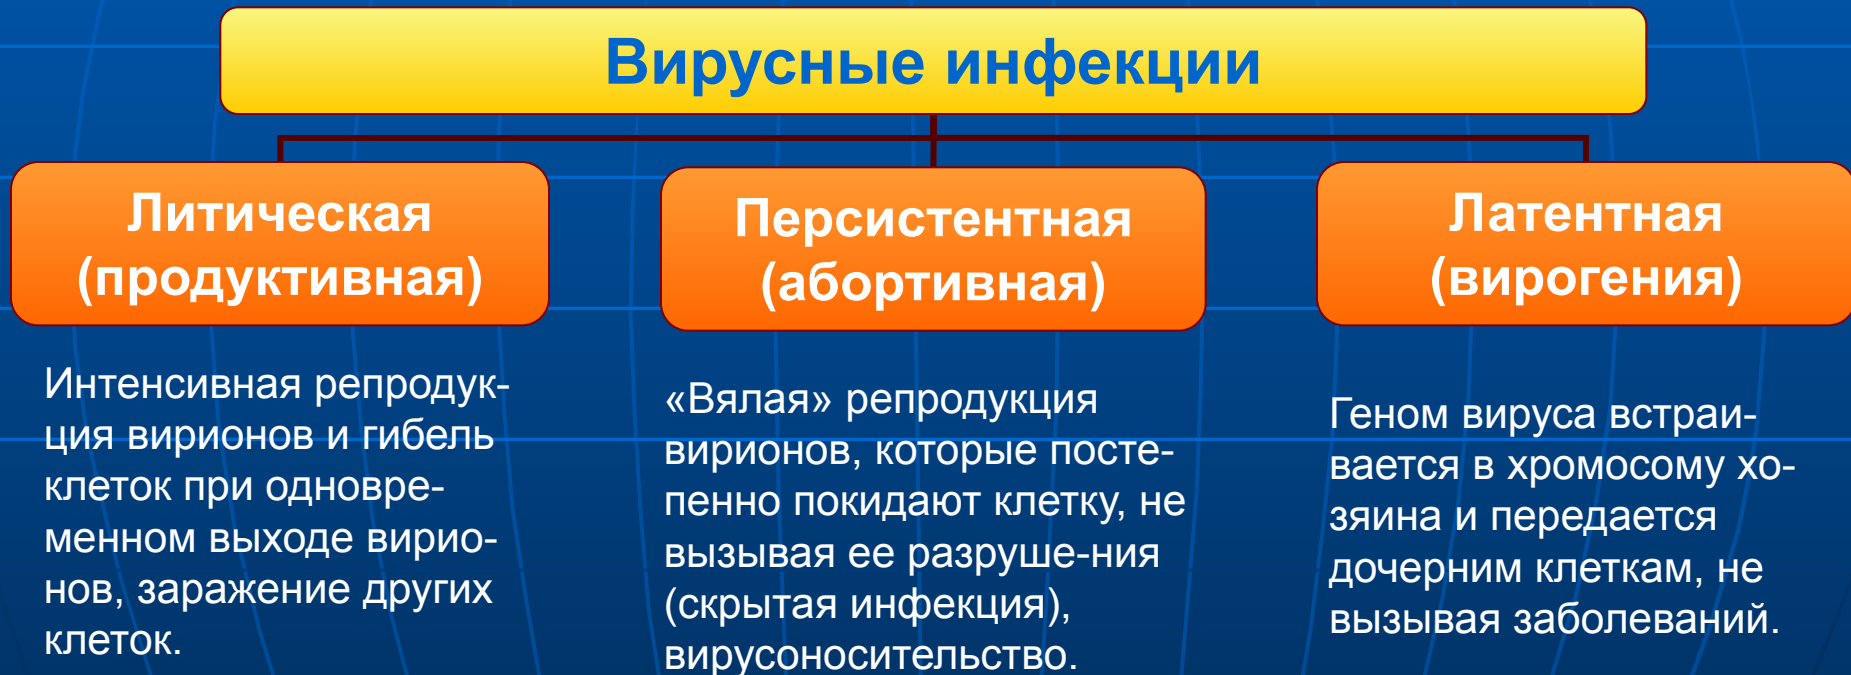 Вирусные инфекции
Литическая
(продуктивная)
Интенсивная репродук-
ция вирионов и гибель
клеток при одновре-
менном выходе вирио-
нов, заражение других
клеток.
Персистентная
(абортивная)
«Вялая» репродукция
вирионов, которые посте-
пенно покидают клетку, не
вызывая ее разруше-ния
(скрытая инфекция),
вирусоносительство.
Латентная
(вирогения)
Геном вируса встраи-
вается в хромосому хо-
зяина и передается
дочерним клеткам, не
вызывая заболеваний.